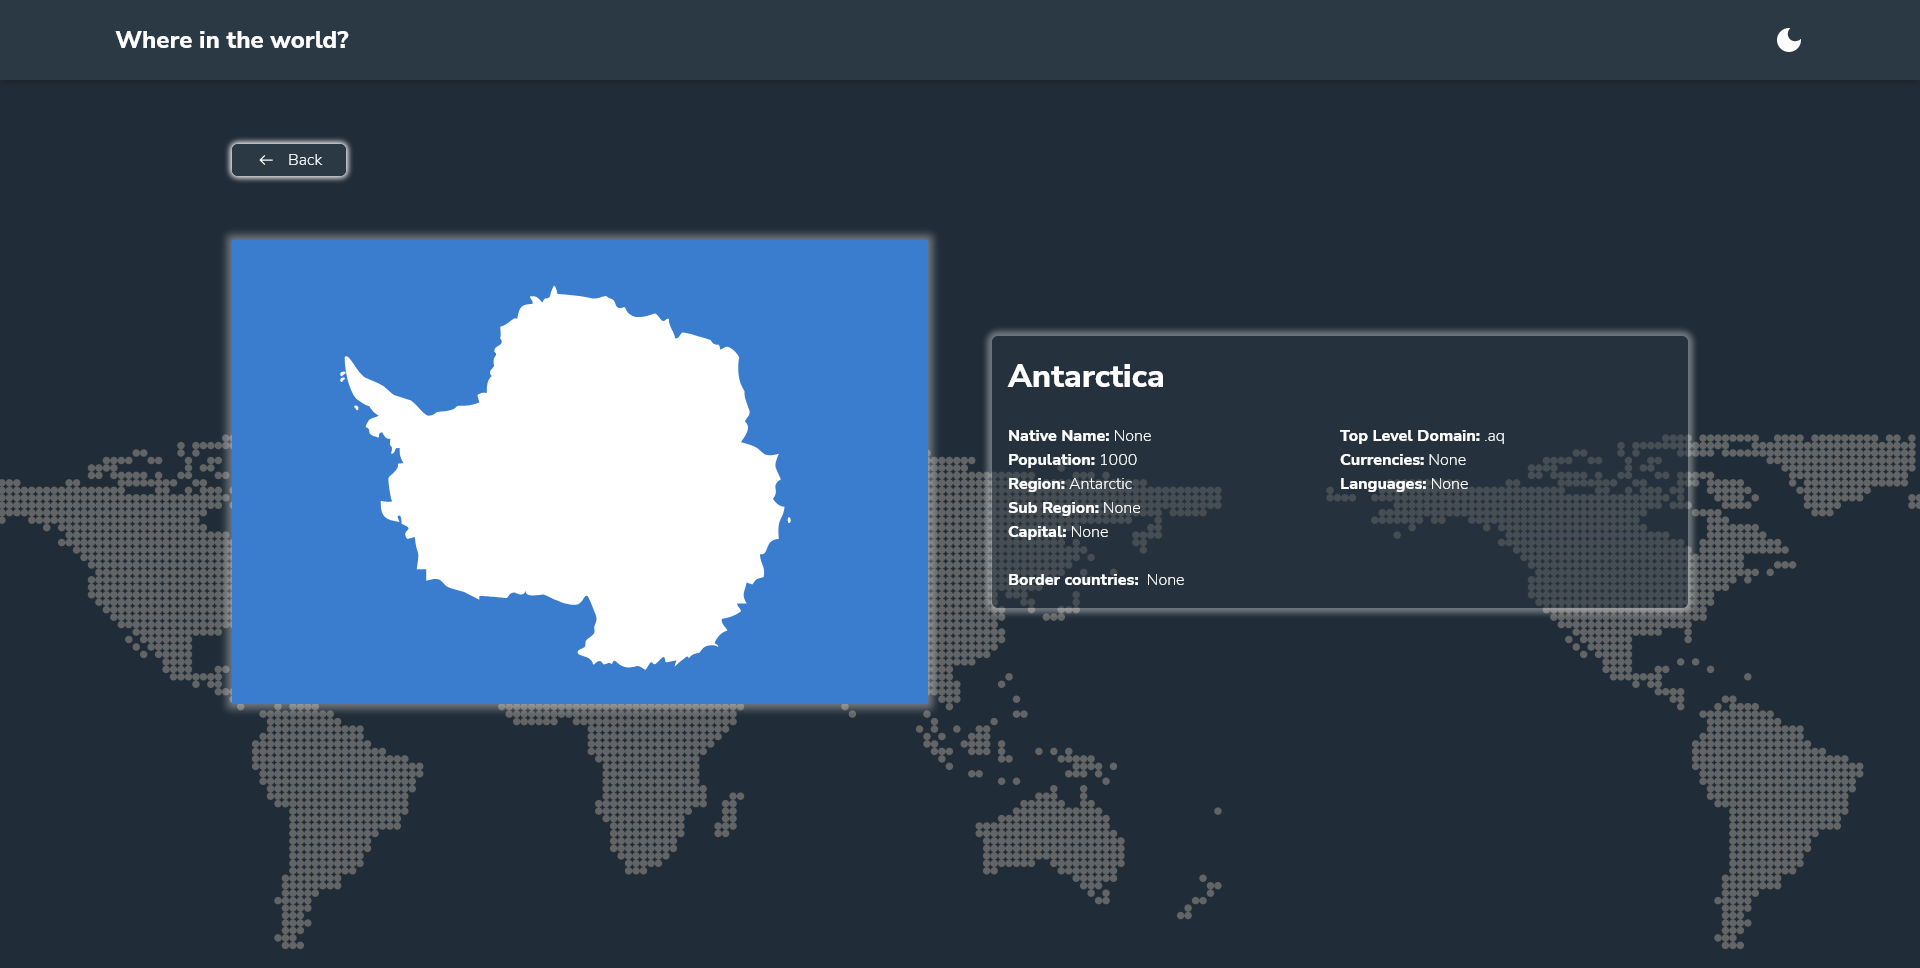 Where in the world?
Back
Antarctica
Native Name: None
Population: 1000
Region: Antarctic
Sub Region: None
Capital: None
Top Level Domain: .aq
Currencies: None
Languages: None
Border countries: None